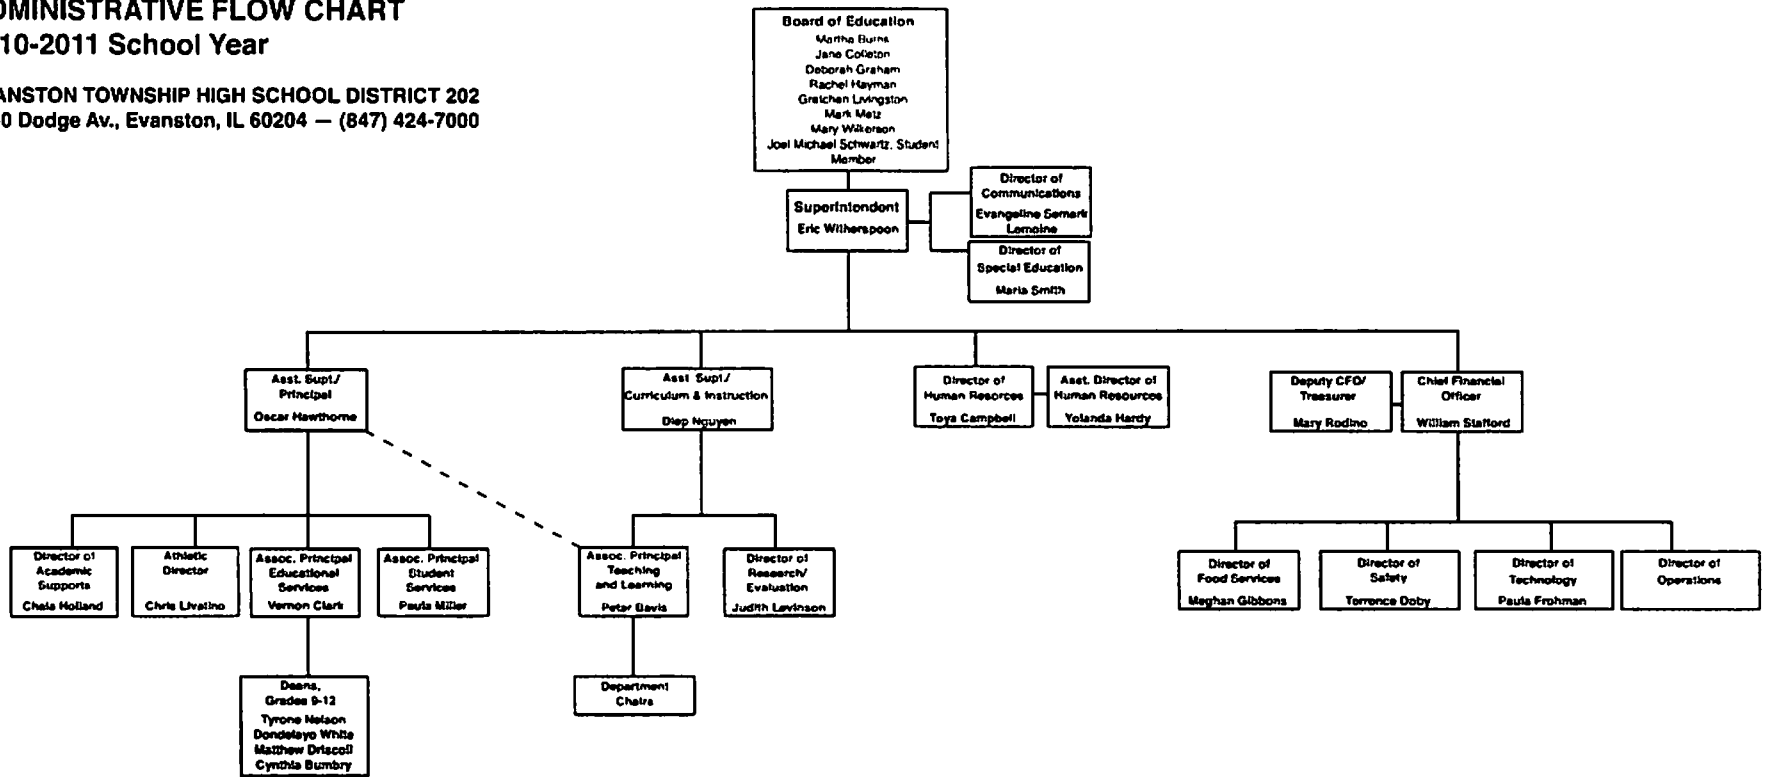 DMINISTRATIVE FLOW CHART
10-2011 School Year
ANSTON TOWNSHIP HIGH SCHOOL DISTRICT 202
0 Dodge Av., Evanston, IL 60204 — (847) 424-7000
Board of Education
Martha Burns
Jane Colleton
Deborah Graham
Rachel Hayman
Gretchen Livingston
Mark Metz
Mary Wilkerson
Joel Michael Schwartz, Student
Member
Superintendent
Eric Witherspoon
Director of
Communications
Evangeline Semark
Lemoine
Director of
Special Education
Maria Smith
Asst. Supt./
Principal
Oscar Hawthorne
Asst Supt./
Curriculum & Instruction
Diep Nguyen
Director of
Human Resorces
Toya Campbell
Asst. Director of
Human Resources
Yolanda Hardy
Deputy CFO/
Treasurer
Mary Rodino
Chief Financial
Officer
William Stafford
Director of
Academic
Supports
Chala Holland
Athletic
Director
Chris Livatino
Assoc. Principal
Educational
Services
Vernon Clark
Assoc. Principal
Student
Services
Paula Miller
Assoc. Principal
Teaching
and Learning
Peter Bavis
Director of
Research/
Evaluation
Judith Levinson
Director of
Food Services
Meghan Gibbons
Director of
Safety
Terrence Doby
Director of
Technology
Paula Frohman
Director of
Operations
Deans,
Grades 9-12
Tyrone Nelson
Dondelayo White
Matthew Driscoll
Cynthia Bumbry
Department
Chairs